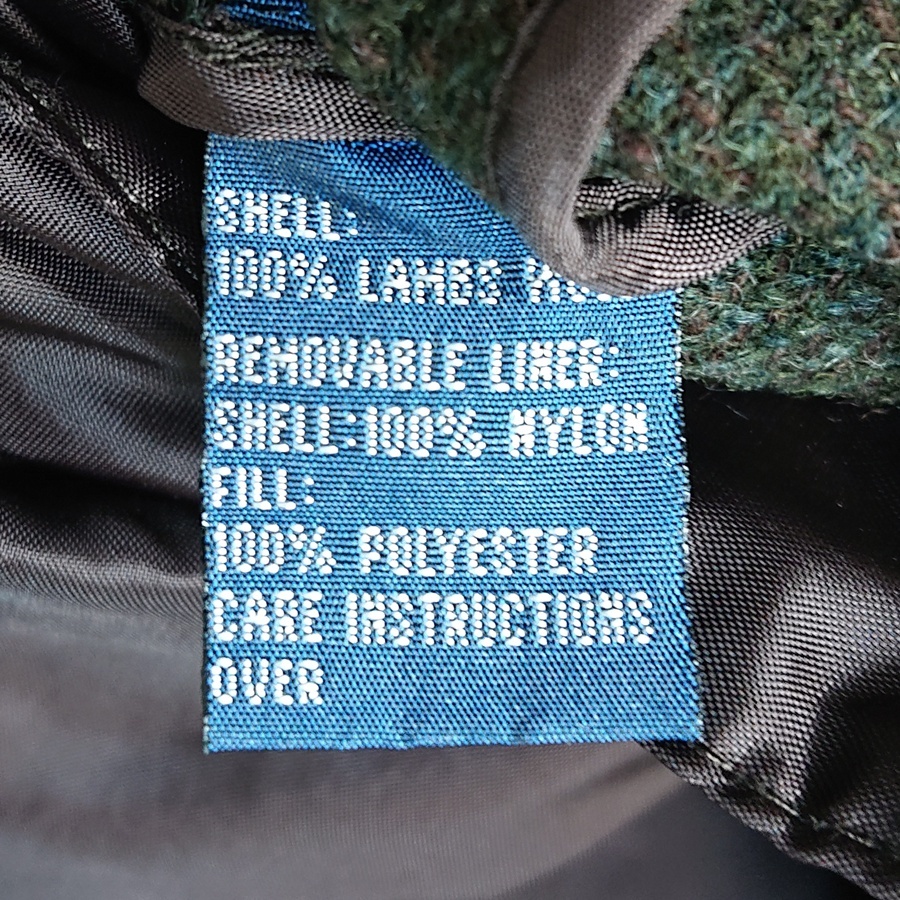 SHELL:
100% LAMBS
REMOVABLE LINER:
SHELL:100% NYLON
FILL:
100% POLYESTER
CARE INSTRUCTIONS
OVER